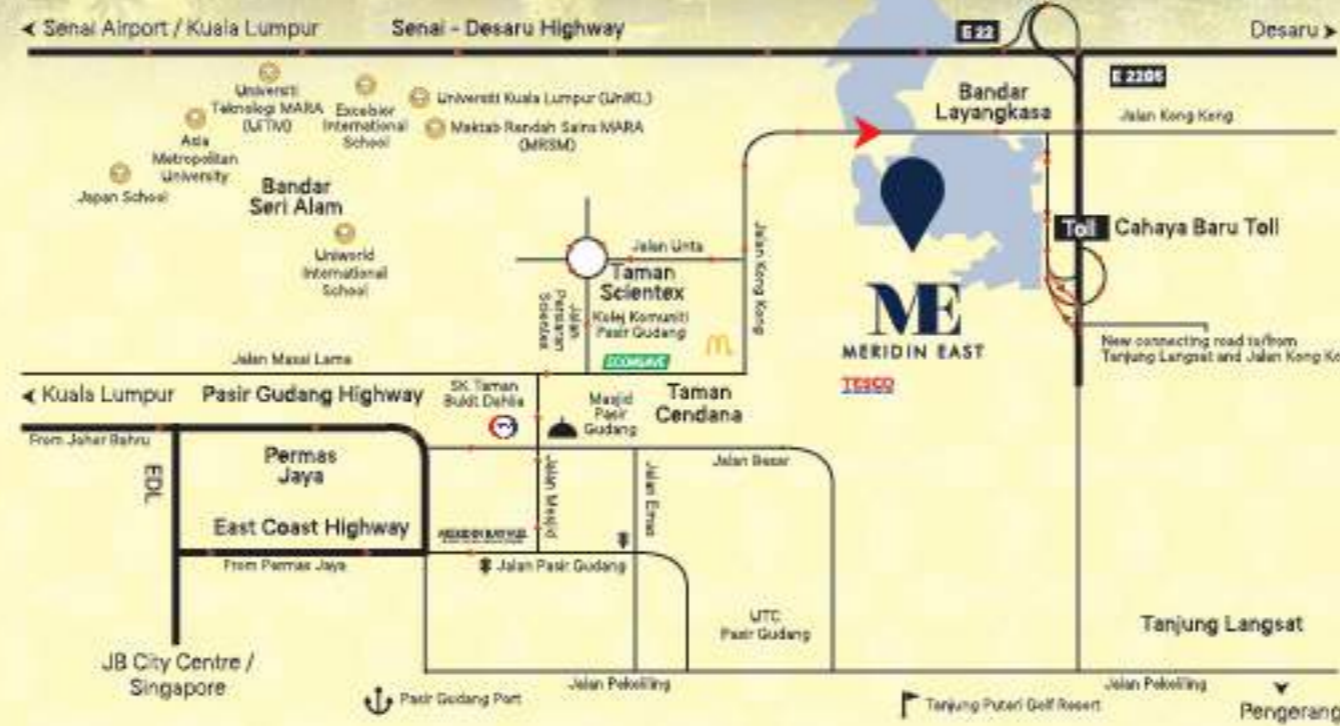 Senai Airport / Kuala Lumpur
Senai - Desaru Highway
E 22
Desaru
E 2205
Universiti
Teknologi MARA
(UiTM)
Excelsior
International
School
Universiti Kuala Lumpur (UniKL)
Maktab Rendah Sains MARA
(MRSM)
Bandar
Layangkasa
Jalan Kong Kong
Asia
Metropolitan
University
Japan School
Bandar
Seri Alam
Uniworld
International
School
Jalan Unta
Taman
Scientex
Jalan
Persiaran
Scientex
Kolej Komuniti
Pasir Gudang
ECONSAVE
Jalan Kong Kong
Toll
Cahaya Baru Toll
ME
MERIDIN EAST
TESCO
New connecting road to/from
Tanjung Langsat and Jalan Kong Ko
Jalan Masai Lama
Kuala Lumpur
Pasir Gudang Highway
SK Taman
Bukit Dahlia
Masjid
Pasir
Gudang
Taman
Cendana
From Johor Bahru
EDL
Permas
Jaya
Jalan Masjid
Jalan Emas
Jalan Besar
East Coast Highway
From Permas Jaya
MERIDIN BAYVUE
Jalan Pasir Gudang
UTC
Pasir Gudang
Tanjung Langsat
JB City Centre /
Singapore
Jalan Pekeliling
Jalan Pekeliling
Pasir Gudang Port
Tanjung Puteri Golf Resort
Pengerang